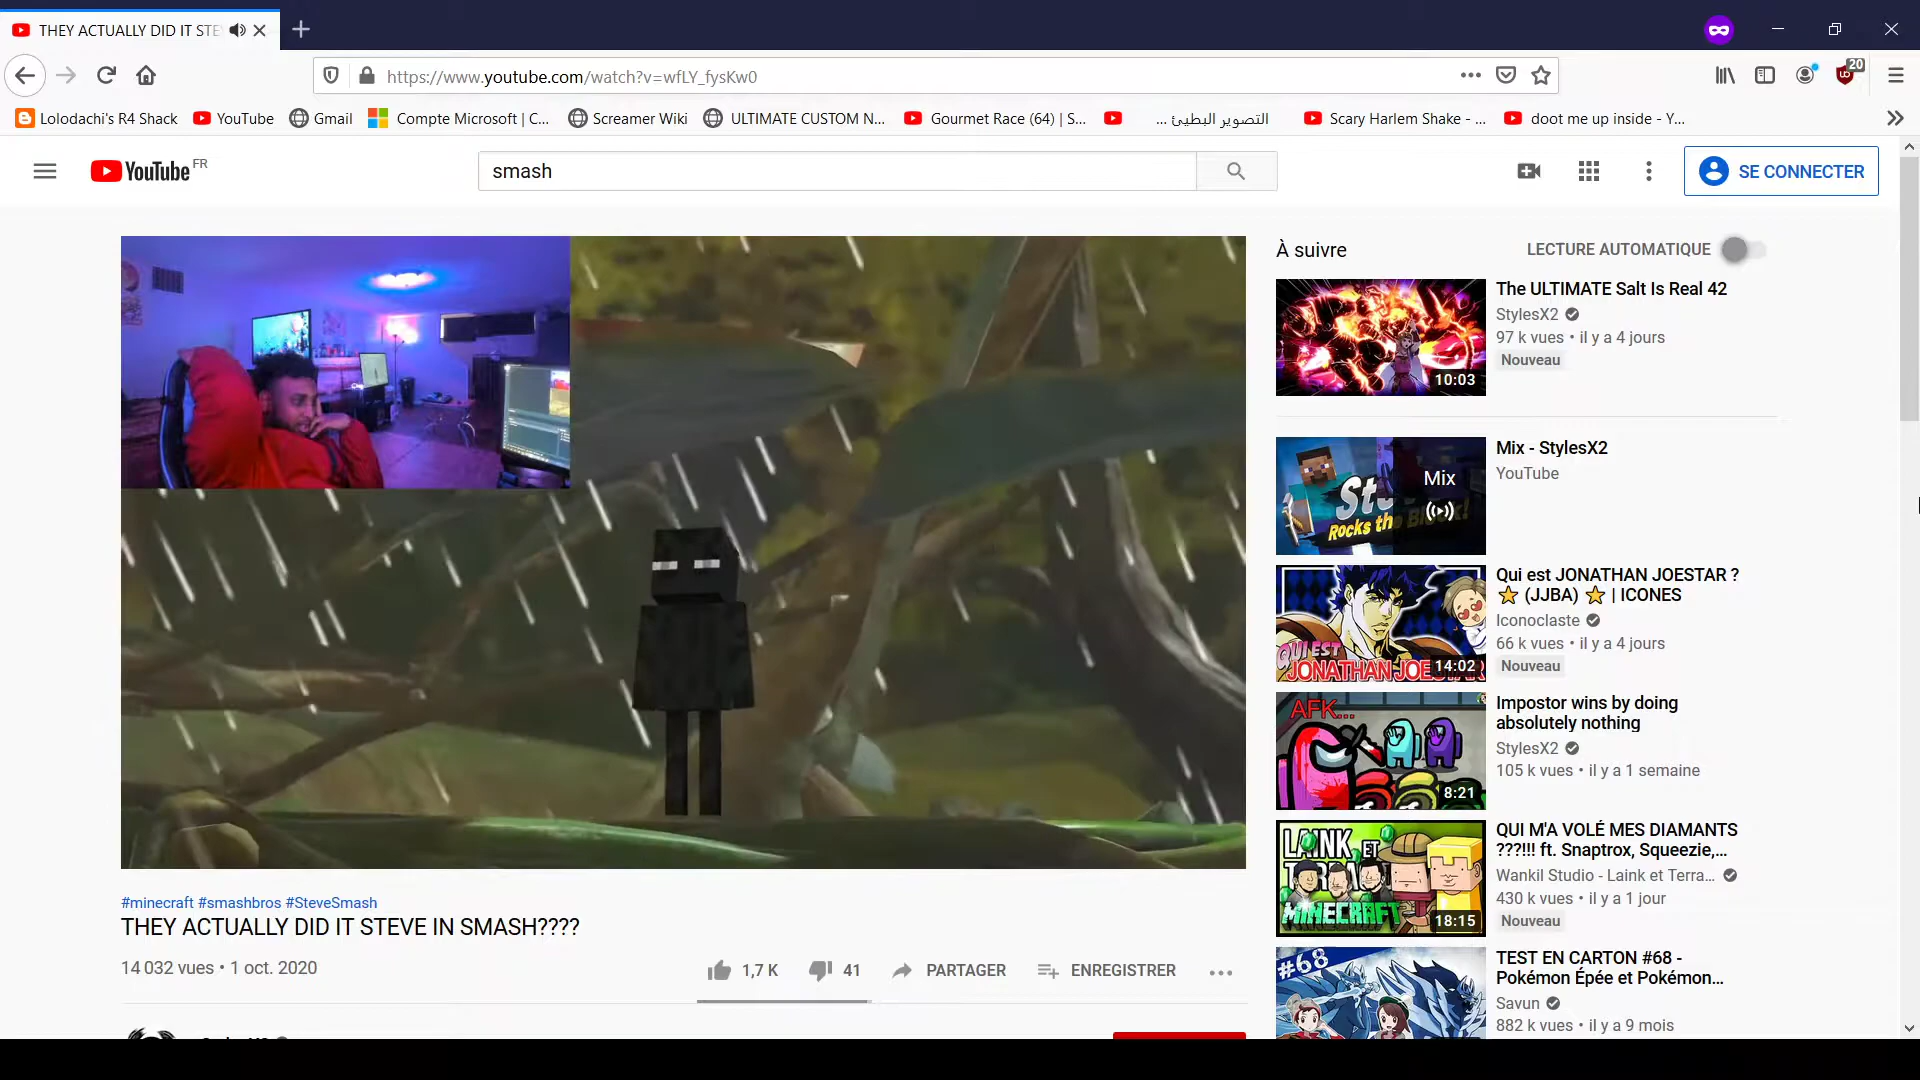 THEY ACTUALLY DID IT STE
https://www.youtube.com/watch?v=wfLY_fysKw0
20
Lolodachi's R4 Shack
YouTube
Gmail
Compte Microsoft | C...
Screamer Wiki
ULTIMATE CUSTOM N...
Gourmet Race (64) | S...
التصوير البطيئ ...
Scary Harlem Shake - ...
doot me up inside - Y...
YouTube FR
smash
SE CONNECTER
À suivre
LECTURE AUTOMATIQUE
The ULTIMATE Salt Is Real 42
StylesX2
97 k vues • il y a 4 jours
Nouveau
10:03
Mix - StylesX2
YouTube
Mix
Rocks the Block!
Qui est JONATHAN JOESTAR ?
(JJBA) | ICONES
Iconoclaste
66 k vues • il y a 4 jours
Nouveau
QUI EST
14:02
Impostor wins by doing
absolutely nothing
StylesX2
105 k vues • il y a 1 semaine
AFK...
8:21
QUI M'A VOLÉ MES DIAMANTS
???!!! ft. Snaptrox, Squeezie,...
Wankil Studio - Laink et Terra...
430 k vues • il y a 1 jour
Nouveau
LAINK ET
MINECRAFT
18:15
TEST EN CARTON #68 -
Pokémon Épée et Pokémon...
Savun
882 k vues • il y a 9 mois
#68
#minecraft #smashbros #SteveSmash
THEY ACTUALLY DID IT STEVE IN SMASH????
14 032 vues • 1 oct. 2020
1,7 K
41
PARTAGER
ENREGISTRER